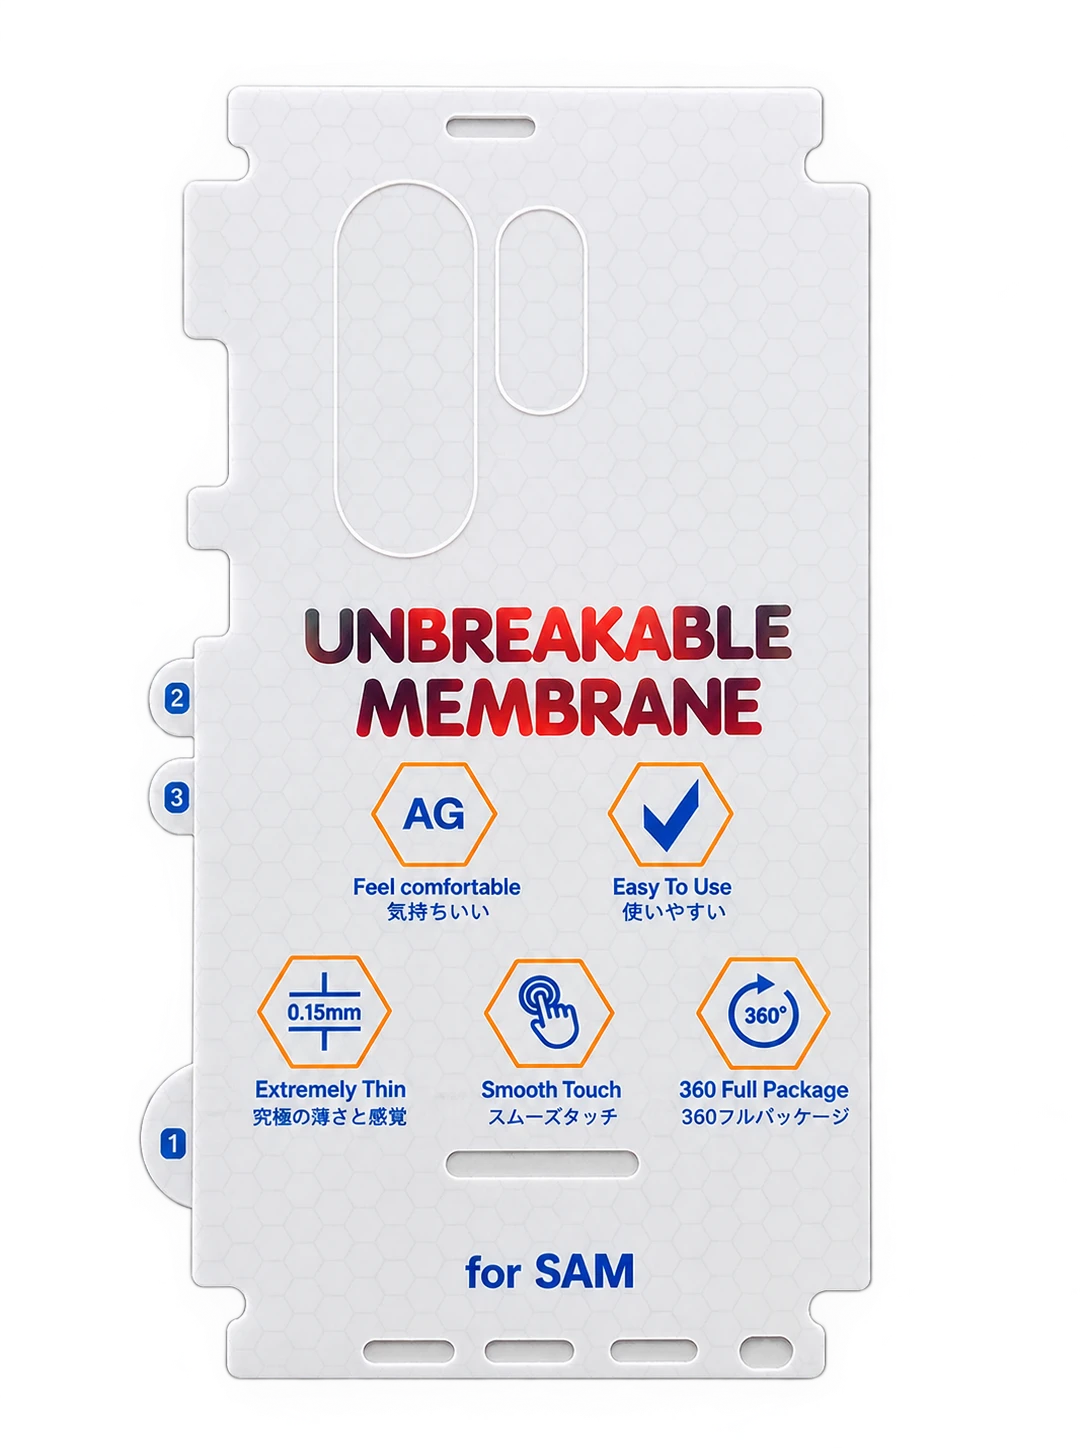 UNBREAKABLE
MEMBRANE
2
3
AG
Feel comfortable
気持ちいい
Easy To Use
使いやすい
0.15mm
Extremely Thin
究極の薄さと感覚
Smooth Touch
スムーズタッチ
360°
360 Full Package
360フルパッケージ
1
for SAM